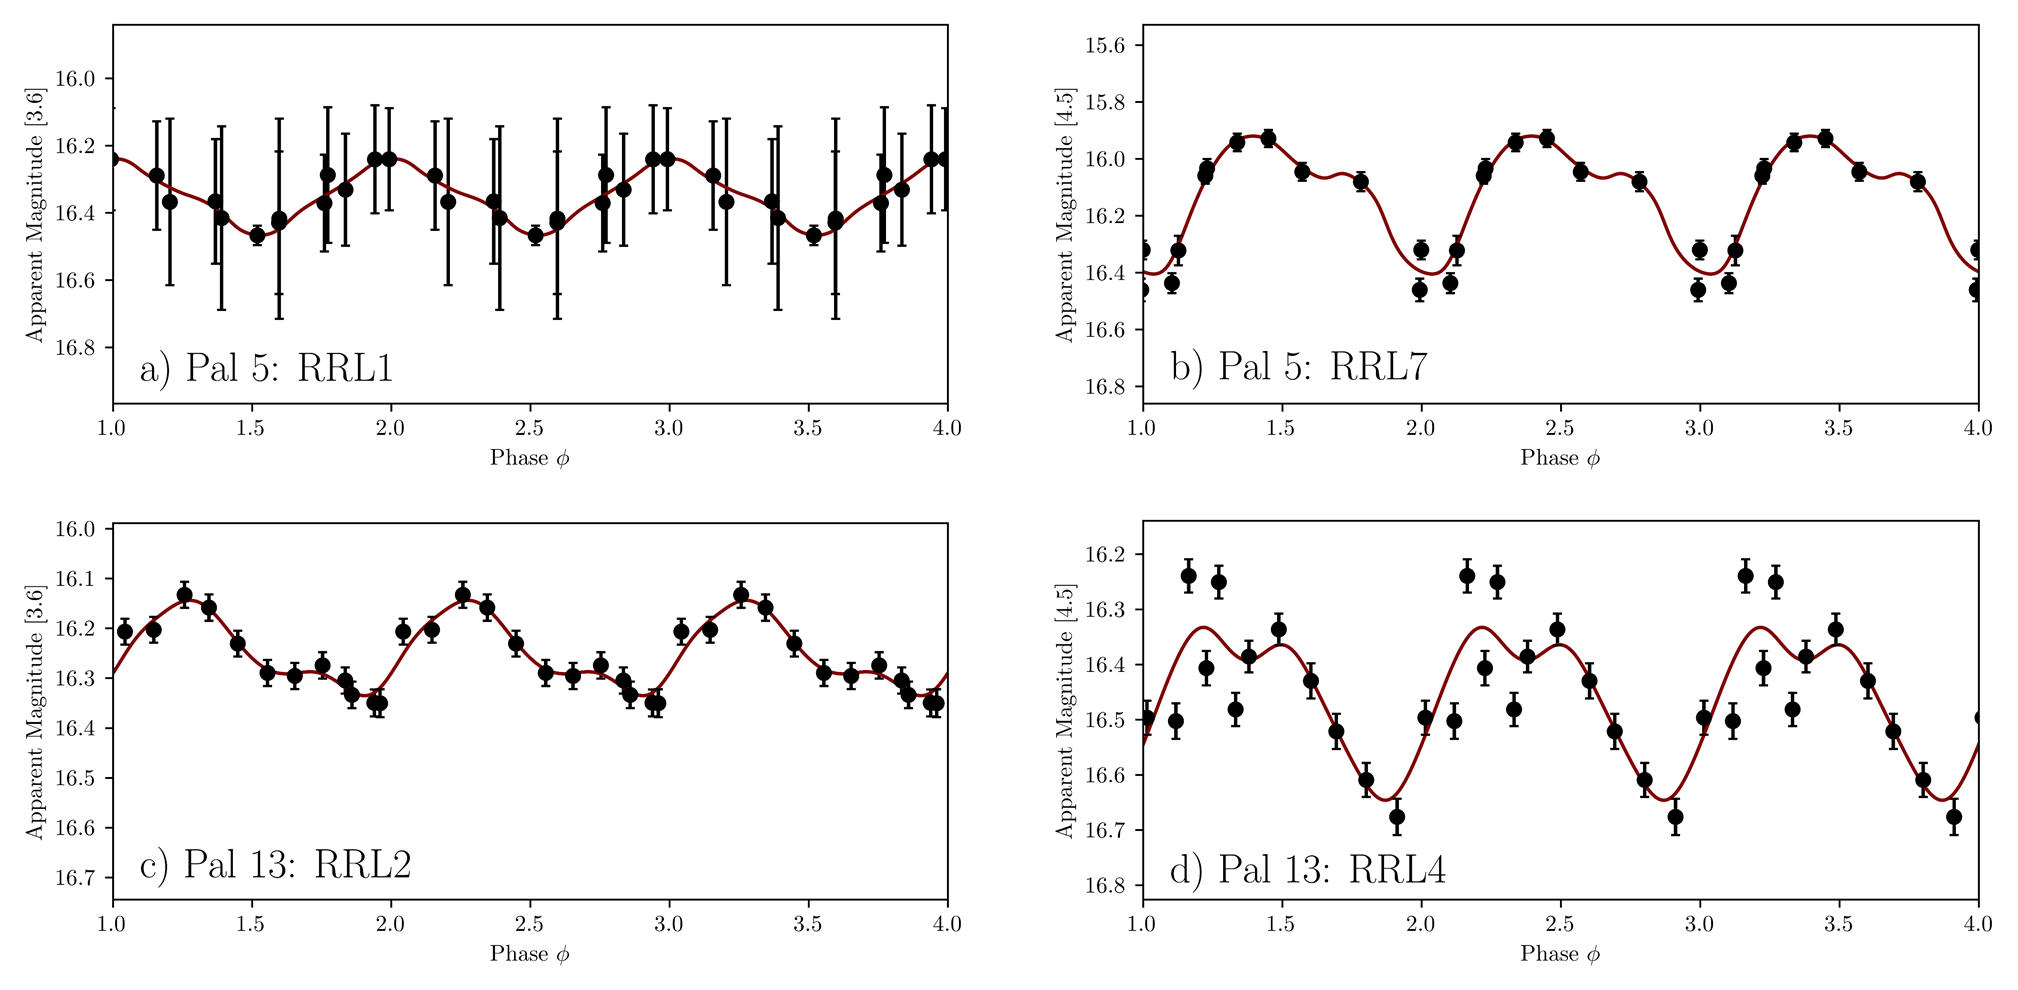 Apparent Magnitude [3.6]
16.0
16.2
16.4
16.6
16.8
a) Pal 5: RRL1
1.0 1.5 2.0 2.5 3.0 3.5 4.0
Phase ϕ
Apparent Magnitude [4.5]
15.6
15.8
16.0
16.2
16.4
16.6
16.8
b) Pal 5: RRL7
1.0 1.5 2.0 2.5 3.0 3.5 4.0
Phase ϕ
Apparent Magnitude [3.6]
16.0
16.1
16.2
16.3
16.4
16.5
16.6
16.7
c) Pal 13: RRL2
1.0 1.5 2.0 2.5 3.0 3.5 4.0
Phase ϕ
Apparent Magnitude [4.5]
16.2
16.3
16.4
16.5
16.6
16.7
16.8
d) Pal 13: RRL4
1.0 1.5 2.0 2.5 3.0 3.5 4.0
Phase ϕ